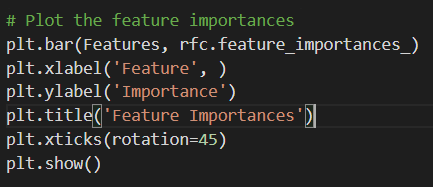 # Plot the feature importances
plt.bar(Features, rfc.feature_importances_)
plt.xlabel('Feature', )
plt.ylabel('Importance')
plt.title('Feature Importances')
plt.xticks(rotation=45)
plt.show()